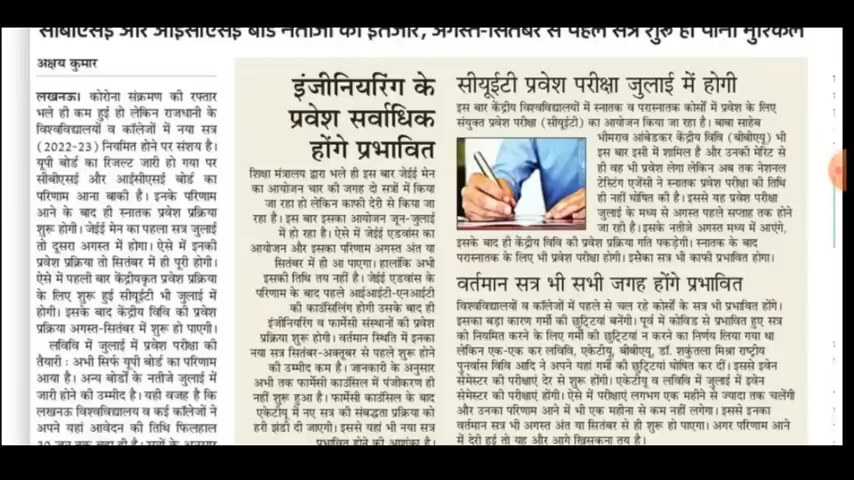 सीबीएसई और आईसीएसई बोर्ड नतीजों का इंतजार, अगस्त-सितंबर से पहले सत्र शुरू हो पाना मुश्किल
अक्षय कुमार
लखनऊ। कोरोना संक्रमण की रफ्तार
भले ही कम हुई हो लेकिन राजधानी के
विश्वविद्यालयों व कॉलेजों में नया सत्र
(2022-23) नियमित होने पर संशय है।
यूपी बोर्ड का रिजल्ट जारी हो गया पर
सीबीएसई और आईसीएसई बोर्ड का
परिणाम आना बाकी है। इनके परिणाम
आने के बाद ही स्नातक प्रवेश प्रक्रिया
शुरू होगी। जेईई मेन का पहला सत्र जुलाई
तो दूसरा अगस्त में होगा। ऐसे में इनकी
प्रवेश प्रक्रिया तो सितंबर में ही पूरी होगी।
ऐसे में पहली बार केंद्रीयकृत प्रवेश प्रक्रिया
के लिए शुरू हुई सीयूईटी भी जुलाई में
होगी। इसके बाद केंद्रीय विवि की प्रवेश
प्रक्रिया अगस्त-सितंबर में शुरू हो पाएगी।
लविवि में जुलाई में प्रवेश परीक्षा की
तैयारी : अभी सिर्फ यूपी बोर्ड का परिणाम
आया है। अन्य बोर्डों के नतीजे जुलाई में
जारी होने की उम्मीद है। यही वजह है कि
लखनऊ विश्वविद्यालय व कई कॉलेजों ने
अपने यहां आवेदन की तिथि फिलहाल
30 जून तक बढ़ा दी है। सूत्रों के अनुसार
इंजीनियरिंग के
प्रवेश सर्वाधिक
होंगे प्रभावित
शिक्षा मंत्रालय द्वारा भले ही इस बार जेईई मेन
का आयोजन चार की जगह दो सत्रों में किया
जा रहा हो लेकिन काफी देरी से किया जा
रहा है। इस बार इसका आयोजन जून-जुलाई
में हो रहा है। ऐसे में जेईई एडवांस का
आयोजन और इसका परिणाम अगस्त अंत या
सितंबर में ही आ पाएगा। हालांकि अभी
इसकी तिथि तय नहीं है। जेईई एडवांस के
परिणाम के बाद पहले आईआईटी-एनआईटी
की काउंसिलिंग होगी उसके बाद ही
इंजीनियरिंग व फार्मेसी संस्थानों की प्रवेश
प्रक्रिया शुरू होगी। वर्तमान स्थिति में इनका
नया सत्र सितंबर-अक्तूबर से पहले शुरू होने
की उम्मीद कम है। जानकारी के अनुसार
अभी तक फार्मेसी काउंसिल में पंजीकरण ही
नहीं शुरू हुआ है। फार्मेसी काउंसिल के बाद
एकेटीयू में नए सत्र की संबद्धता प्रक्रिया को
हरी झंडी दी जाएगी। इससे यहां भी नया सत्र
प्रभावित होने की आशंका है।
सीयूईटी प्रवेश परीक्षा जुलाई में होगी
इस बार केंद्रीय विश्वविद्यालयों में स्नातक व परास्नातक कोर्सों में प्रवेश के लिए
संयुक्त प्रवेश परीक्षा (सीयूईटी) का आयोजन किया जा रहा है। बाबा साहेब
भीमराव आंबेडकर केंद्रीय विवि (बीबीएयू) भी
इस बार इसी में शामिल है और उनकी मेरिट से
ही वह भी प्रवेश लेगा लेकिन अब तक नेशनल
टेस्टिंग एजेंसी ने स्नातक प्रवेश परीक्षा की तिथि
ही नहीं घोषित की है। इससे यह प्रवेश परीक्षा
जुलाई के मध्य से अगस्त पहले सप्ताह तक होने
जा रही है। इसके नतीजे अगस्त मध्य में आएंगे,
इसके बाद ही केंद्रीय विवि की प्रवेश प्रक्रिया गति पकड़ेगी। स्नातक के बाद
परास्नातक के लिए भी प्रवेश परीक्षा होगी। इसका सत्र भी काफी प्रभावित होगा।
वर्तमान सत्र भी सभी जगह होंगे प्रभावित
विश्वविद्यालयों व कॉलेजों में पहले से चल रहे कोर्सों के सत्र भी प्रभावित होंगे।
इसका बड़ा कारण गर्मी की छुट्टियां बनेंगी। पूर्व में कोविड से प्रभावित हुए सत्र
को नियमित करने के लिए गर्मी की छुट्टियां न करने का निर्णय लिया गया था
लेकिन एक-एक कर लविवि, एकेटीयू, बीबीएयू, डॉ. शकुंतला मिश्रा राष्ट्रीय
पुनर्वास विवि आदि ने अपने यहां गर्मी की छुट्टियां घोषित कर दीं। इससे ईवेन
सेमेस्टर की परीक्षाएं देर से शुरू होंगी। एकेटीयू व लविवि में जुलाई में ईवेन
सेमेस्टर की परीक्षाएं होंगी। ऐसे में परीक्षाएं लगभग एक महीने से ज्यादा तक चलेंगी
और उनका परिणाम आने में भी एक महीना से कम नहीं लगेगा। इससे इनका
वर्तमान सत्र भी अगस्त अंत या सितंबर से ही शुरू हो पाएगा। अगर परिणाम आने
में देरी हुई तो यह और आगे खिसकना तय है।